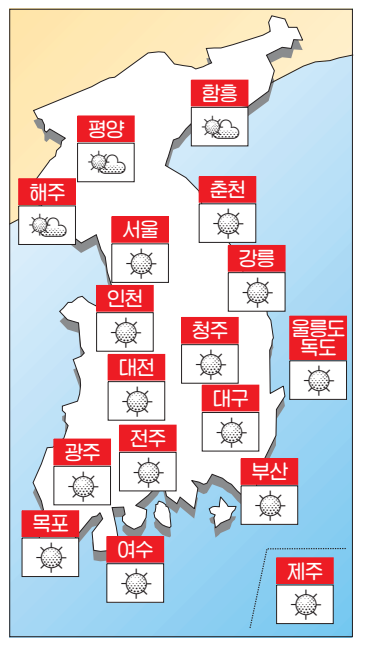 함흥
평양
해주
춘천
서울
강릉
인천
청주
울릉도
독도
대전
대구
전주
광주
부산
목포
여수
제주